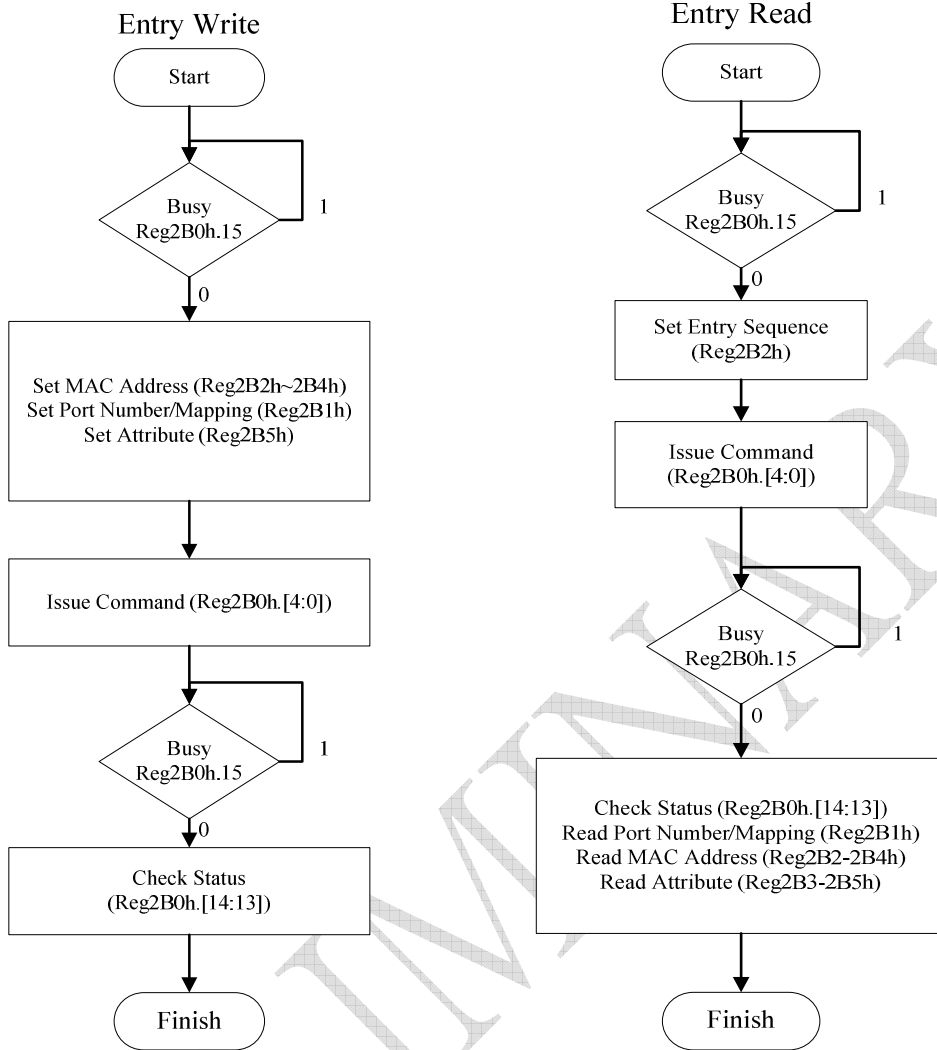 Entry Write
Start
Busy
Reg2B0h.15
1
0
Set MAC Address (Reg2B2h~2B4h)
Set Port Number/Mapping (Reg2B1h)
Set Attribute (Reg2B5h)
Issue Command (Reg2B0h.[4:0])
Busy
Reg2B0h.15
1
0
Check Status
(Reg2B0h.[14:13])
Finish
Entry Read
Start
Busy
Reg2B0h.15
1
0
Set Entry Sequence
(Reg2B2h)
Issue Command
(Reg2B0h.[4:0])
Busy
Reg2B0h.15
1
0
Check Status (Reg2B0h.[14:13])
Read Port Number/Mapping (Reg2B1h)
Read MAC Address (Reg2B2-2B4h)
Read Attribute (Reg2B3-2B5h)
Finish